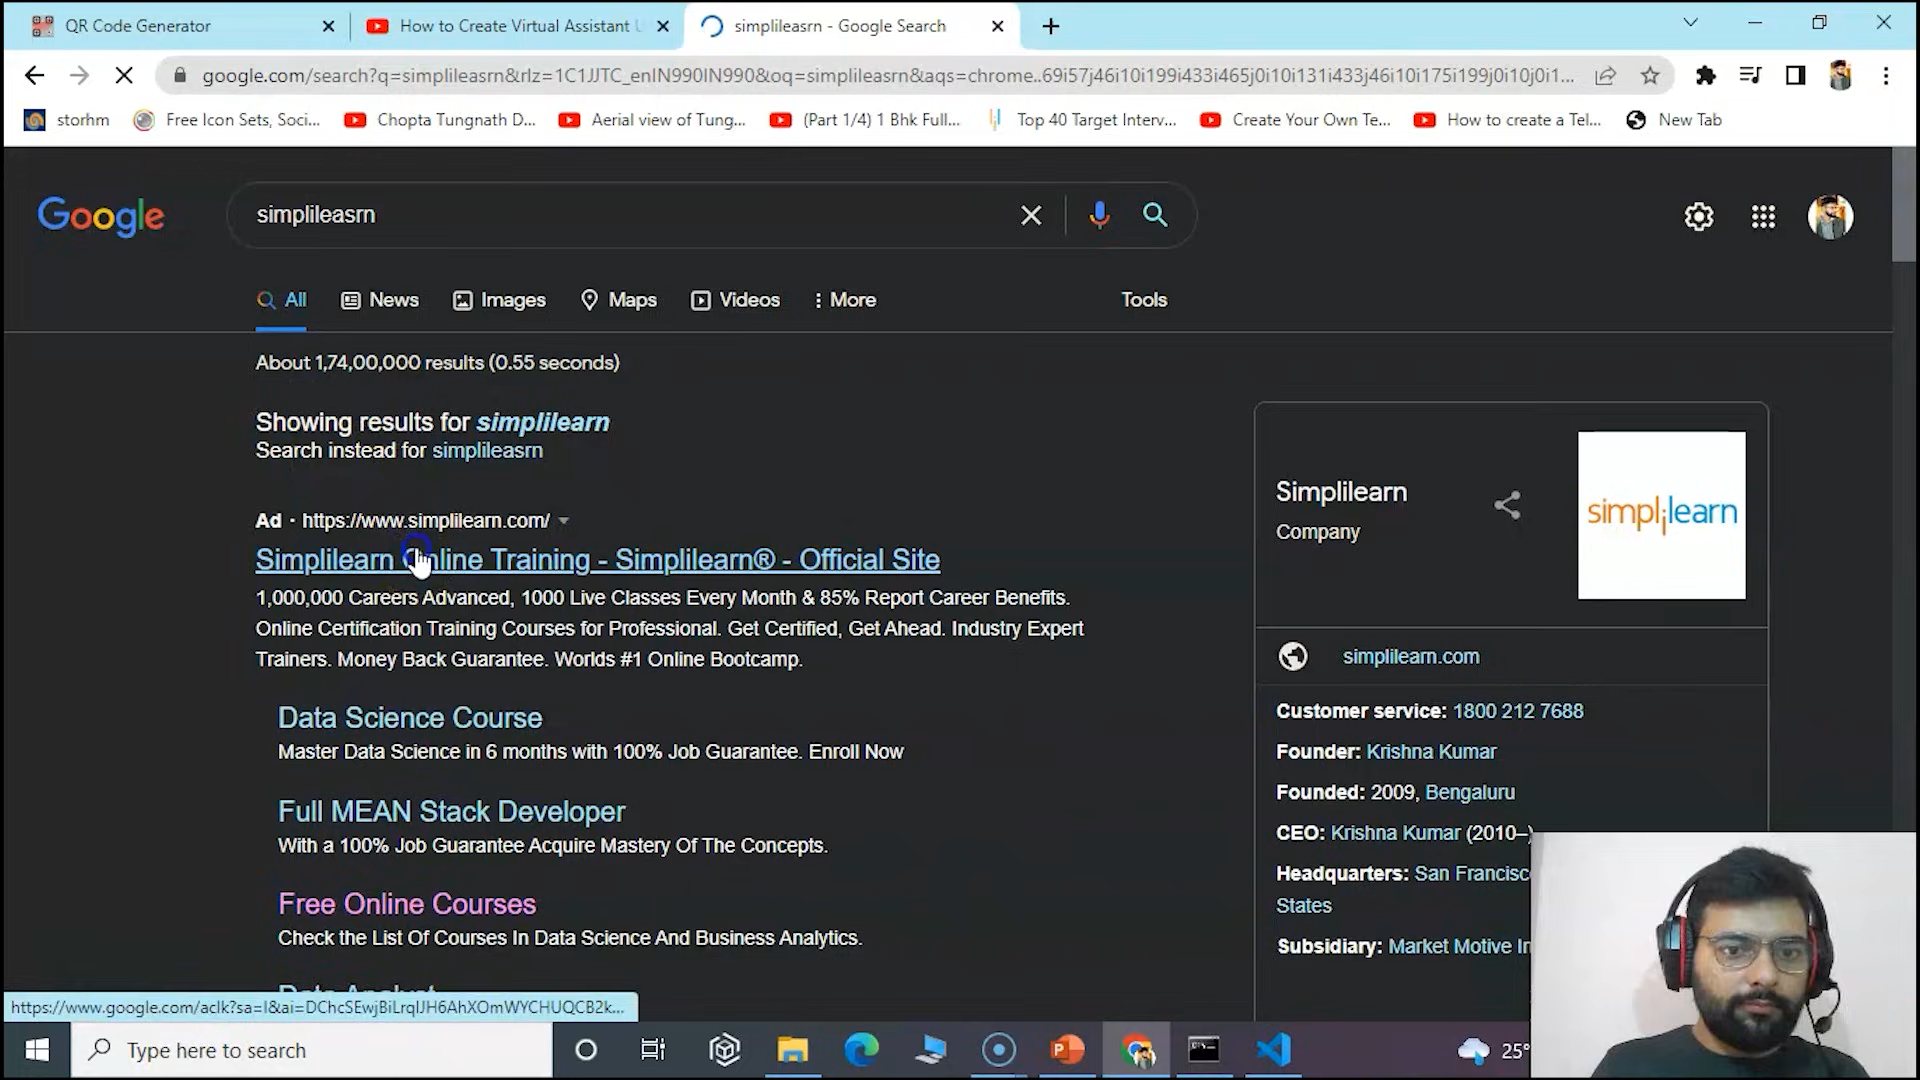 QR Code Generator
How to Create Virtual Assistant
simplileasrn - Google Search
google.com/search?q=simplileasrn&rlz=1C1JJTC_enIN990IN990&oq=simplileasrn&aqs=chrome..69i57j46i10i199i433i465j0i10i131i433j46i10i175i199j0i10j0i1...
storhm
Free Icon Sets, Soci...
Chopta Tungnath D...
Aerial view of Tung...
(Part 1/4) 1 Bhk Full...
Top 40 Target Interv...
Create Your Own Te...
How to create a Tel...
New Tab
Google
simplileasrn
All
News
Images
Maps
Videos
More
Tools
About 1,74,00,000 results (0.55 seconds)
Showing results for simplilearn
Search instead for simplileasrn
Ad · https://www.simplilearn.com/
Simplilearn Online Training - Simplilearn® - Official Site
1,000,000 Careers Advanced, 1000 Live Classes Every Month & 85% Report Career Benefits.
Online Certification Training Courses for Professional. Get Certified, Get Ahead. Industry Expert
Trainers. Money Back Guarantee. Worlds #1 Online Bootcamp.
Data Science Course
Master Data Science in 6 months with 100% Job Guarantee. Enroll Now
Full MEAN Stack Developer
With a 100% Job Guarantee Acquire Mastery Of The Concepts.
Free Online Courses
Check the List Of Courses In Data Science And Business Analytics.
Data Analyst
Simplilearn
Company
simplilearn
simplilearn.com
Customer service: 1800 212 7688
Founder: Krishna Kumar
Founded: 2009, Bengaluru
CEO: Krishna Kumar (2010–)
Headquarters: San Francisc
States
Subsidiary: Market Motive In
https://www.google.com/aclk?sa=l&ai=DChcSEwjBiLrqlJH6AhXOmWYCHUQCB2k...
Type here to search
25°